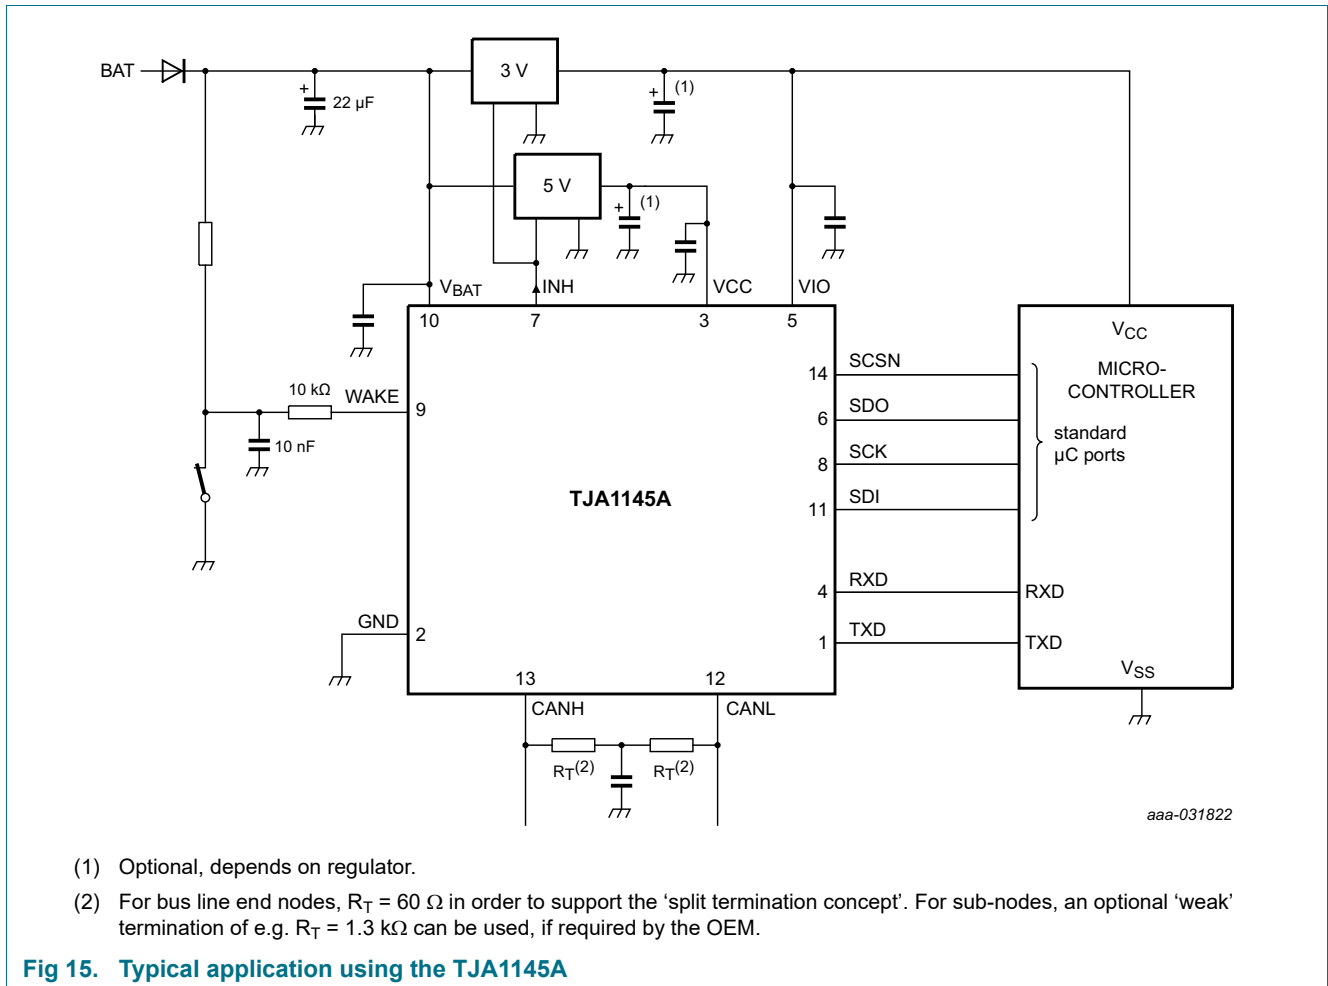 BAT
3 V
(1)
+
22 µF
+
5 V
(1)
+
VBAT
INH
VCC
VIO
10
7
3
5
VCC
MICRO-
CONTROLLER
14
SCSN
10 kΩ
WAKE
9
6
SDO
standard
µC ports
10 nF
8
SCK
TJA1145A
11
SDI
4
RXD
RXD
GND
2
1
TXD
TXD
VSS
13
12
CANH
CANL
RT(2)
RT(2)
aaa-031822
(1) Optional, depends on regulator.
(2) For bus line end nodes, RT = 60 Ω in order to support the ‘split termination concept’. For sub-nodes, an optional ‘weak’
termination of e.g. RT = 1.3 kΩ can be used, if required by the OEM.
Fig 15. Typical application using the TJA1145A